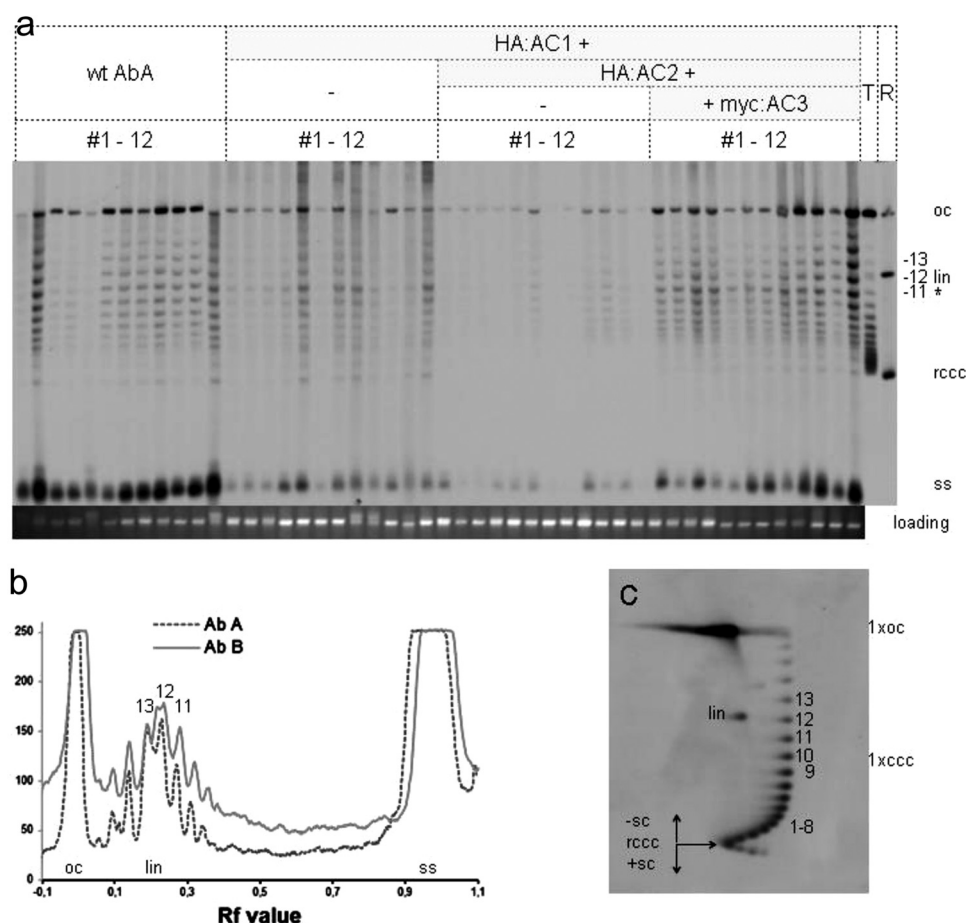 a
HA:AC1 +
wt AbA
HA:AC2 +
-
-
+ myc:AC3
T
R
#1 - 12
#1 - 12
#1 - 12
#1 - 12
oc
-13
-12 lin
-11 *
rccc
ss
loading
b
250
200
150
100
50
0
Ab A
Ab B
13
12
11
oc
lin
ss
-0,1
0,1
0,3
0,5
0,7
0,9
1,1
Rf value
c
1xoc
13
lin
12
11
10
1xccc
9
1-8
-sc
rccc
+sc